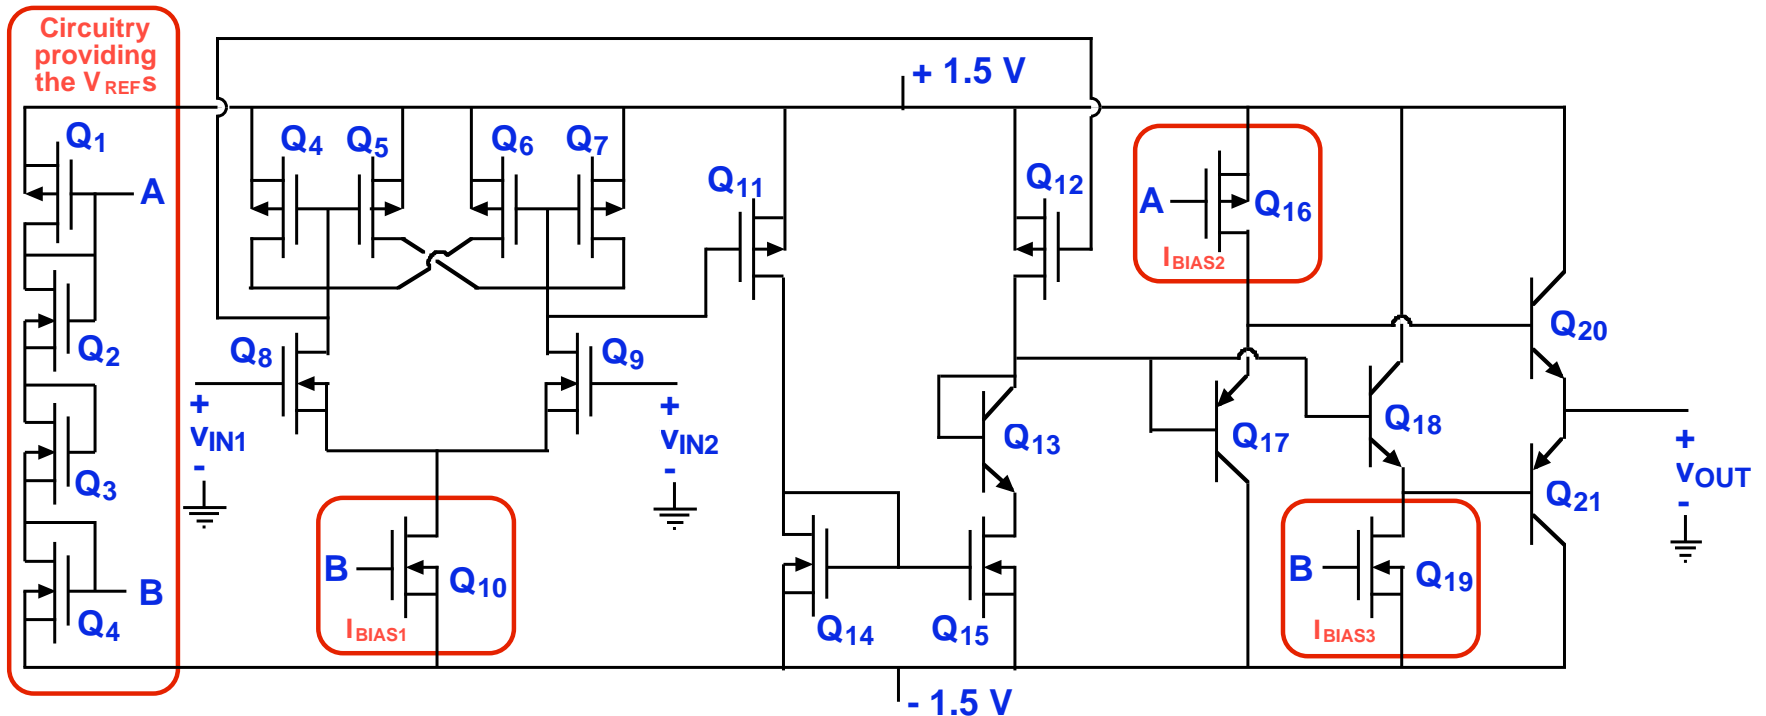 Circuitry
providing
the VREFs
+ 1.5 V
Q1
A
Q2
Q3
Q4
B
Q4
Q5
Q6
Q7
Q8
+
vIN1
-
Q9
+
vIN2
-
B
Q10
IBIAS1
Q11
Q12
Q13
Q14
Q15
A
Q16
IBIAS2
Q17
Q18
B
Q19
IBIAS3
Q20
Q21
+
vOUT
-
- 1.5 V